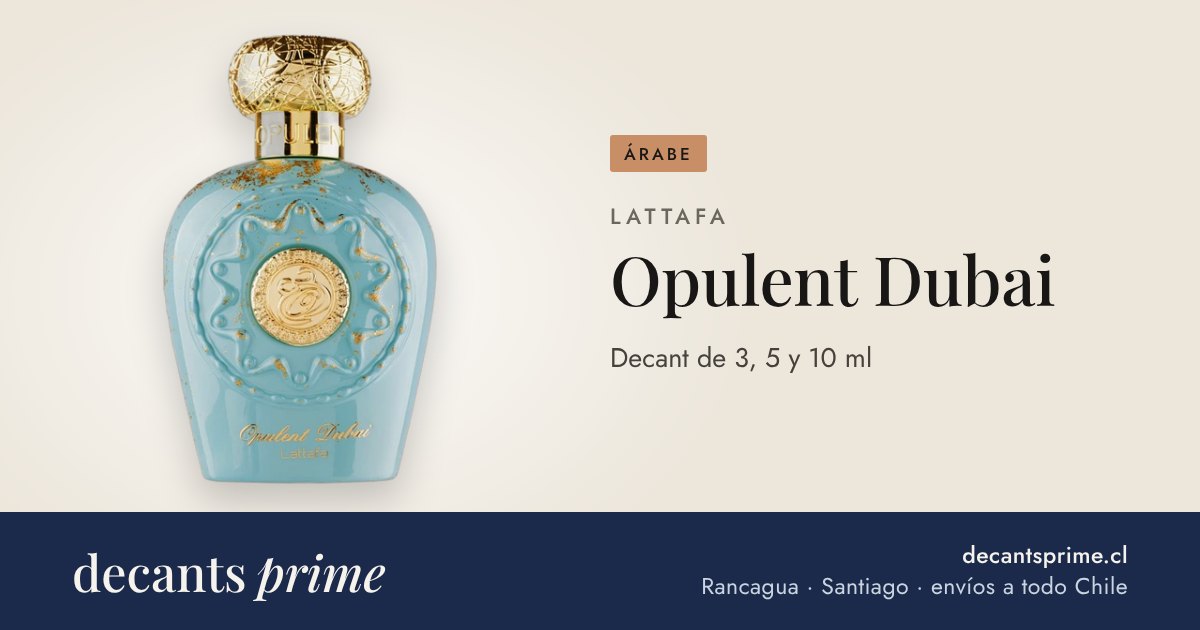 OPULEN
Opulent Dubai
Lattafa
ÁRABE
LATTAFA
Opulent Dubai
Decant de 3, 5 y 10 ml
decants prime
decantsprime.cl
Rancagua · Santiago · envíos a todo Chile